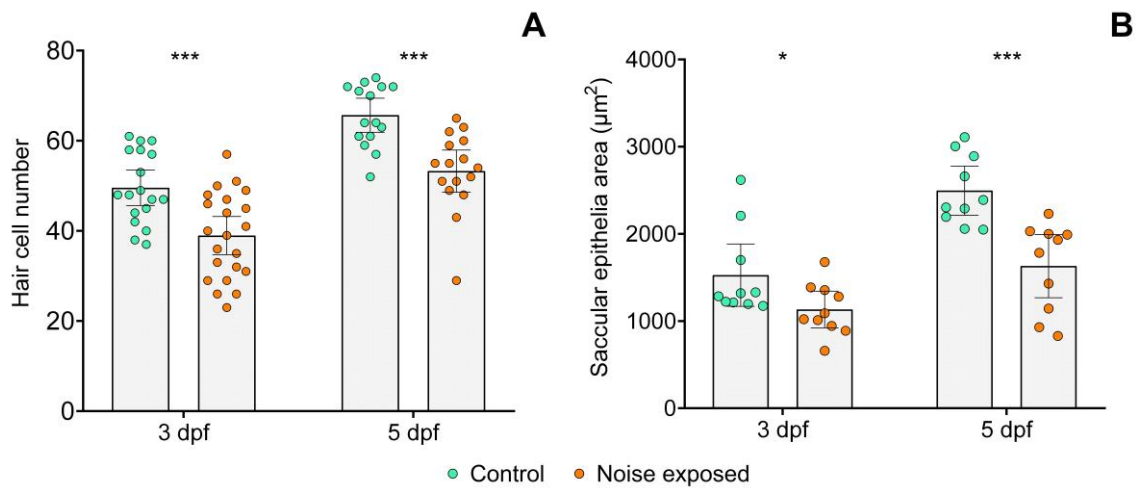 A
B
Hair cell number
80
60
40
20
0
***
***
3 dpf
5 dpf
Saccular epithelia area (µm²)
4000
3000
2000
1000
0
*
***
3 dpf
5 dpf
Control
Noise exposed